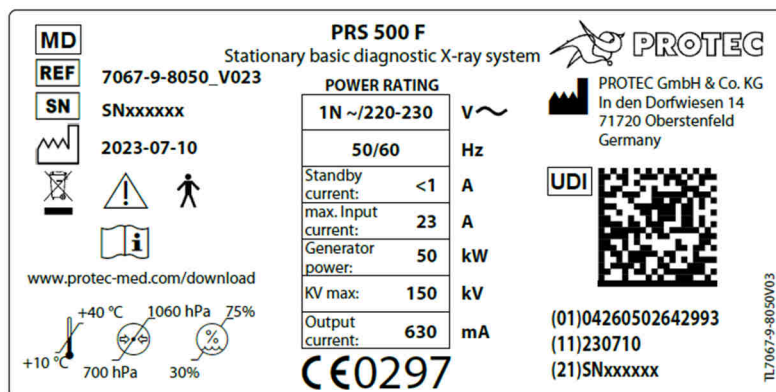 MD
REF
7067-9-8050_V023
SN
SNxxxxxx
2023-07-10
i
www.protec-med.com/download
+40 °C
+10 °C
1060 hPa
700 hPa
75%
%
30%
PRS 500 F
Stationary basic diagnostic X-ray system
POWER RATING
1N ~/220-230 V~
50/60 Hz
Standby
current: <1 A
max. Input
current: 23 A
Generator
power: 50 kW
KV max: 150 kV
Output
current: 630 mA
CE0297
PROTEC
PROTEC GmbH & Co. KG
In den Dorfwiesen 14
71720 Oberstenfeld
Germany
UDI
(01)04260502642993
(11)230710
(21)SNxxxxxx
TL7067-9-8050V03